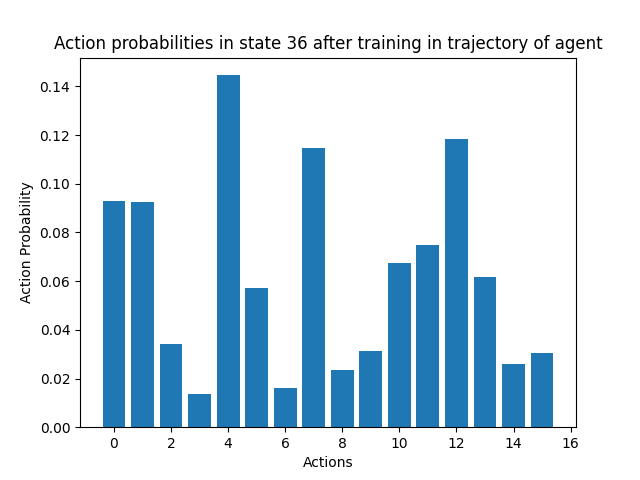 Action probabilities in state 36 after training in trajectory of agent
0.14
0.12
0.10
0.08
0.06
0.04
0.02
0.00
Action Probability
0 2 4 6 8 10 12 14 16
Actions